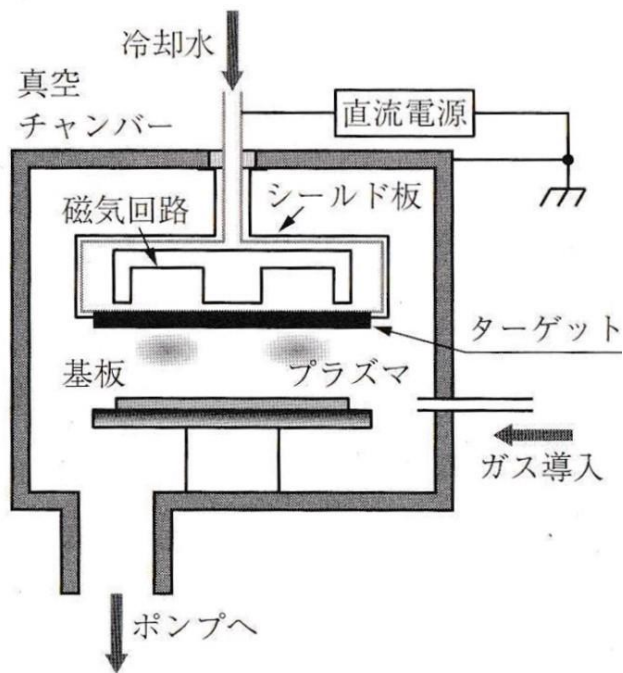 冷却水
真空
チャンバー
直流電源
シールド板
磁気回路
ターゲット
基板
プラズマ
ガス導入
ポンプへ